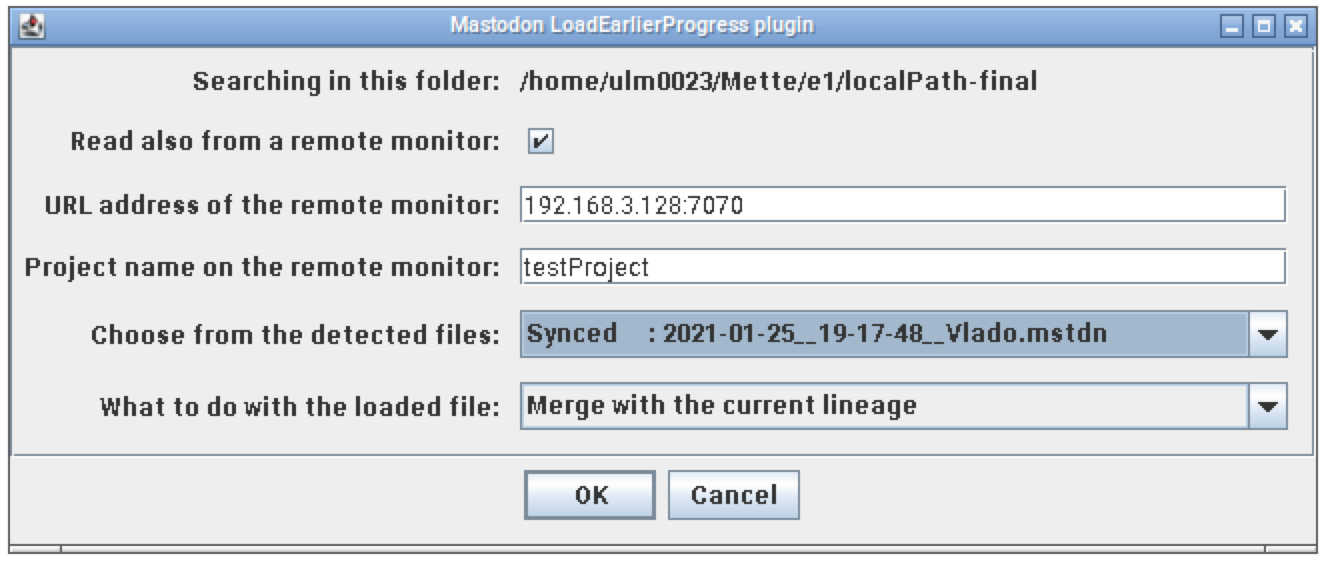 Mastodon LoadEarlierProgress plugin
Searching in this folder: /home/ulm0023/Mette/e1/localPath-final
Read also from a remote monitor:
URL address of the remote monitor: 192.168.3.128:7070
Project name on the remote monitor: testProject
Choose from the detected files: Synced : 2021-01-25__19-17-48__Vlado.mstdn
What to do with the loaded file: Merge with the current lineage
OK Cancel